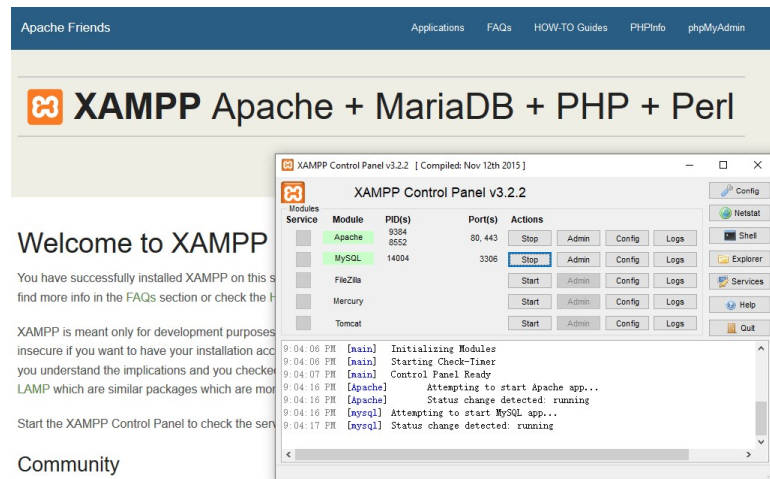 Apache Friends Applications FAQs HOW-TO Guides PHPInfo phpMyAdmin
XAMPP Apache + MariaDB + PHP + Perl
Welcome to XAMPP
You have successfully installed XAMPP on this s
find more info in the FAQs section or check the H
XAMPP is meant only for development purposes
insecure if you want to have your installation acc
you understand the implications and you checked
LAMP which are similar packages which are mor
Start the XAMPP Control Panel to check the serv
Community
XAMPP Control Panel v3.2.2 [ Compiled: Nov 12th 2015 ]
XAMPP Control Panel v3.2.2
Config
Modules
Service Module PID(s) Port(s) Actions
Netstat
Apache 9384 8552 80, 443 Stop Admin Config Logs
Shell
MySQL 14004 3306 Stop Admin Config Logs
Explorer
FileZilla Start Admin Config Logs
Services
Mercury Start Admin Config Logs
Help
Tomcat Start Admin Config Logs
Quit
9:04:06 PM [main] Initializing Modules
9:04:06 PM [main] Starting Check-Timer
9:04:07 PM [main] Control Panel Ready
9:04:16 PM [Apache] Attempting to start Apache app...
9:04:16 PM [Apache] Status change detected: running
9:04:16 PM [mysql] Attempting to start MySQL app...
9:04:17 PM [mysql] Status change detected: running